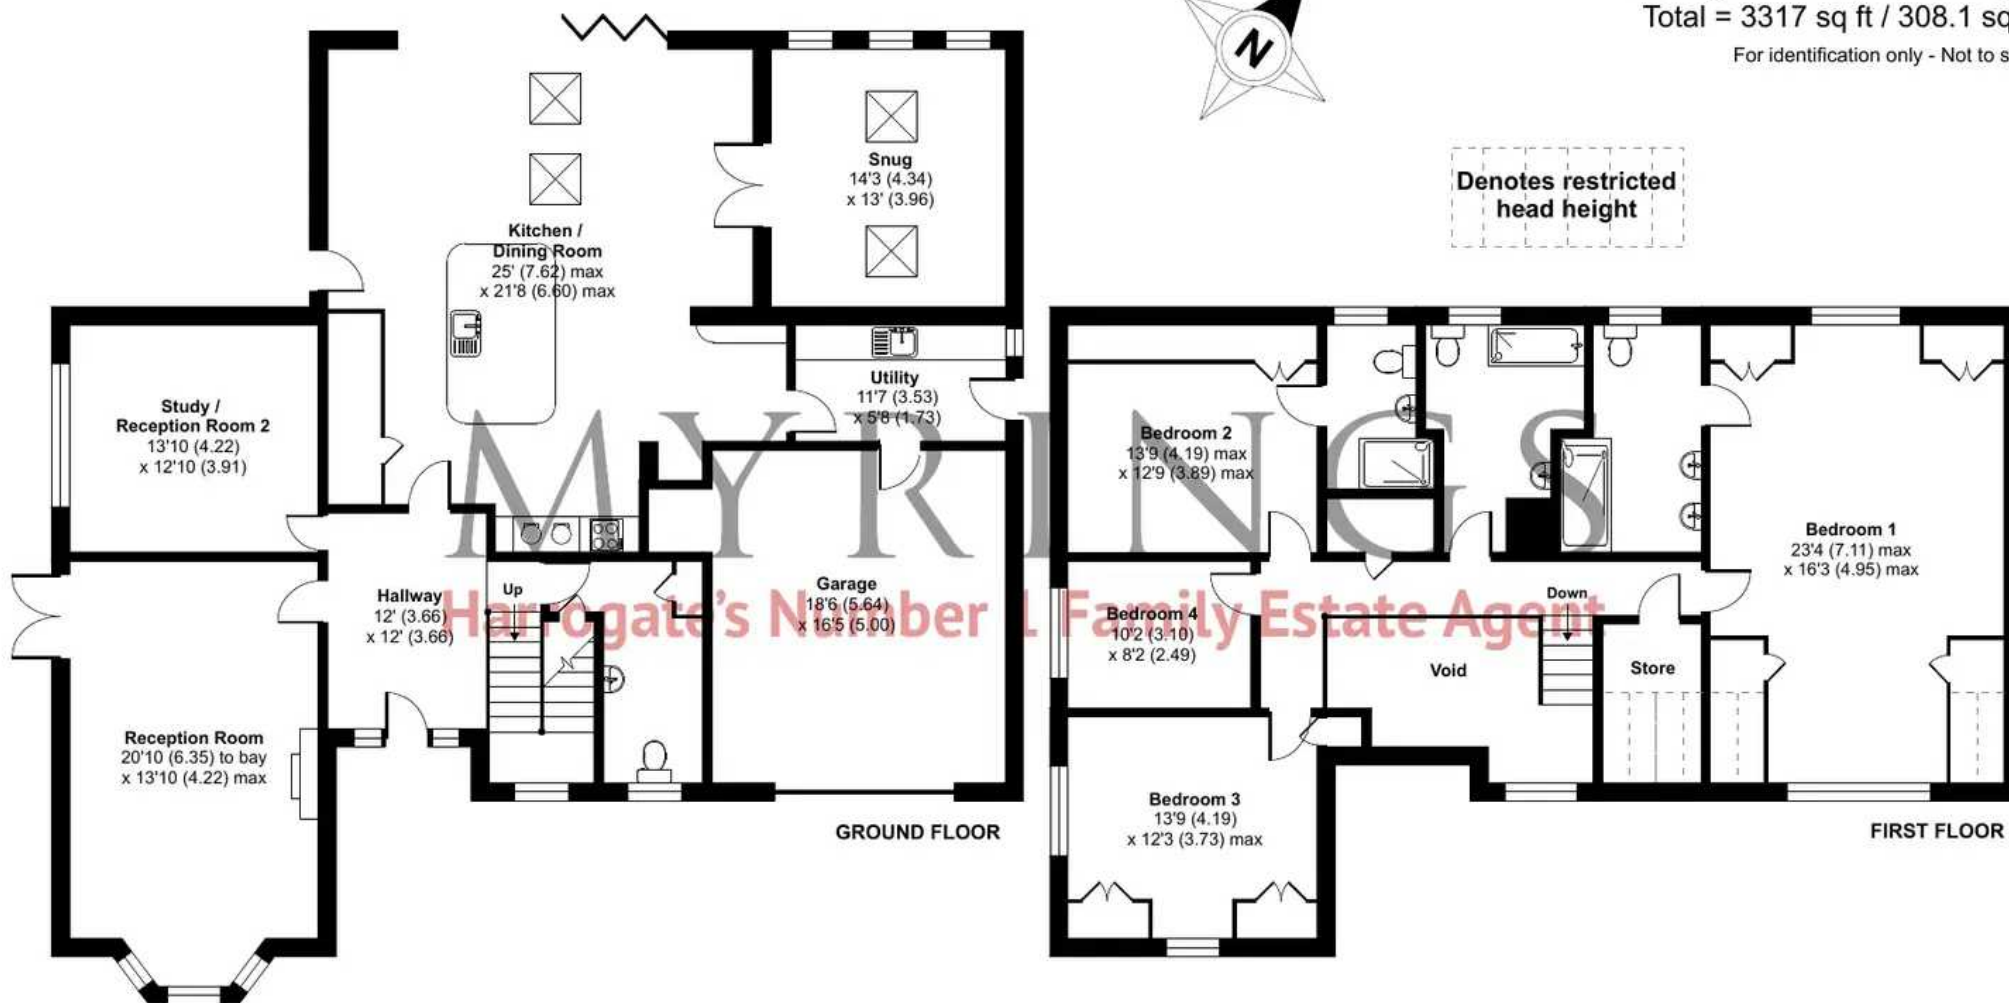 Total = 3317 sq ft / 308.1 sq
For identification only - Not to s
N
Denotes restricted
head height
Snug
14'3 (4.34)
x 13' (3.96)
Kitchen /
Dining Room
25' (7.62) max
x 21'8 (6.60) max
Study /
Reception Room 2
13'10 (4.22)
x 12'10 (3.91)
Utility
11'7 (3.53)
x 5'8 (1.73)
Hallway
12' (3.66)
x 12' (3.66)
Up
Garage
18'6 (5.64)
x 16'5 (5.00)
Reception Room
20'10 (6.35) to bay
x 13'10 (4.22) max
GROUND FLOOR
Bedroom 2
13'9 (4.19) max
x 12'9 (3.89) max
Bedroom 1
23'4 (7.11) max
x 16'3 (4.95) max
Bedroom 4
10'2 (3.10)
x 8'2 (2.49)
Down
Void
Store
Bedroom 3
13'9 (4.19)
x 12'3 (3.73) max
FIRST FLOOR
MYRINGS
Harrogate's Number 1 Family Estate Agent